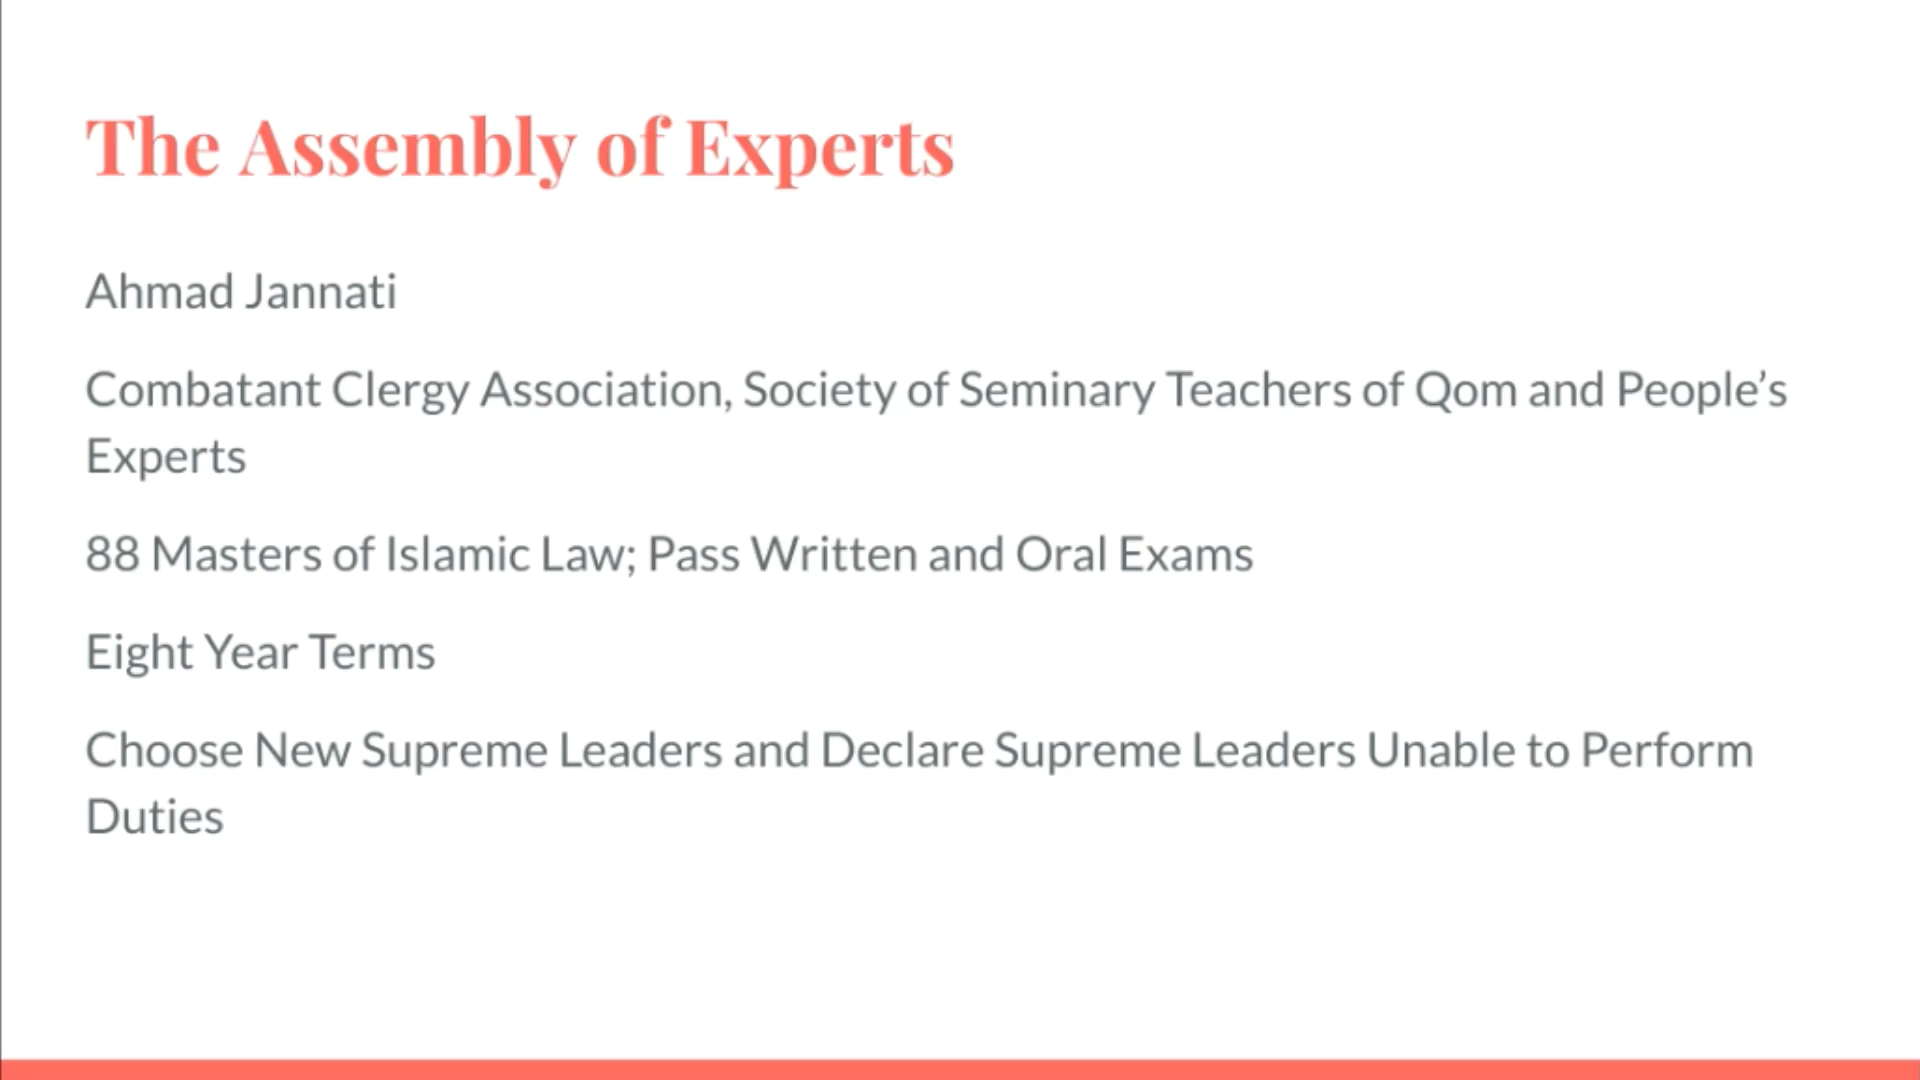 The Assembly of Experts
Ahmad Jannati
Combatant Clergy Association, Society of Seminary Teachers of Qom and People’s
Experts
88 Masters of Islamic Law; Pass Written and Oral Exams
Eight Year Terms
Choose New Supreme Leaders and Declare Supreme Leaders Unable to Perform
Duties